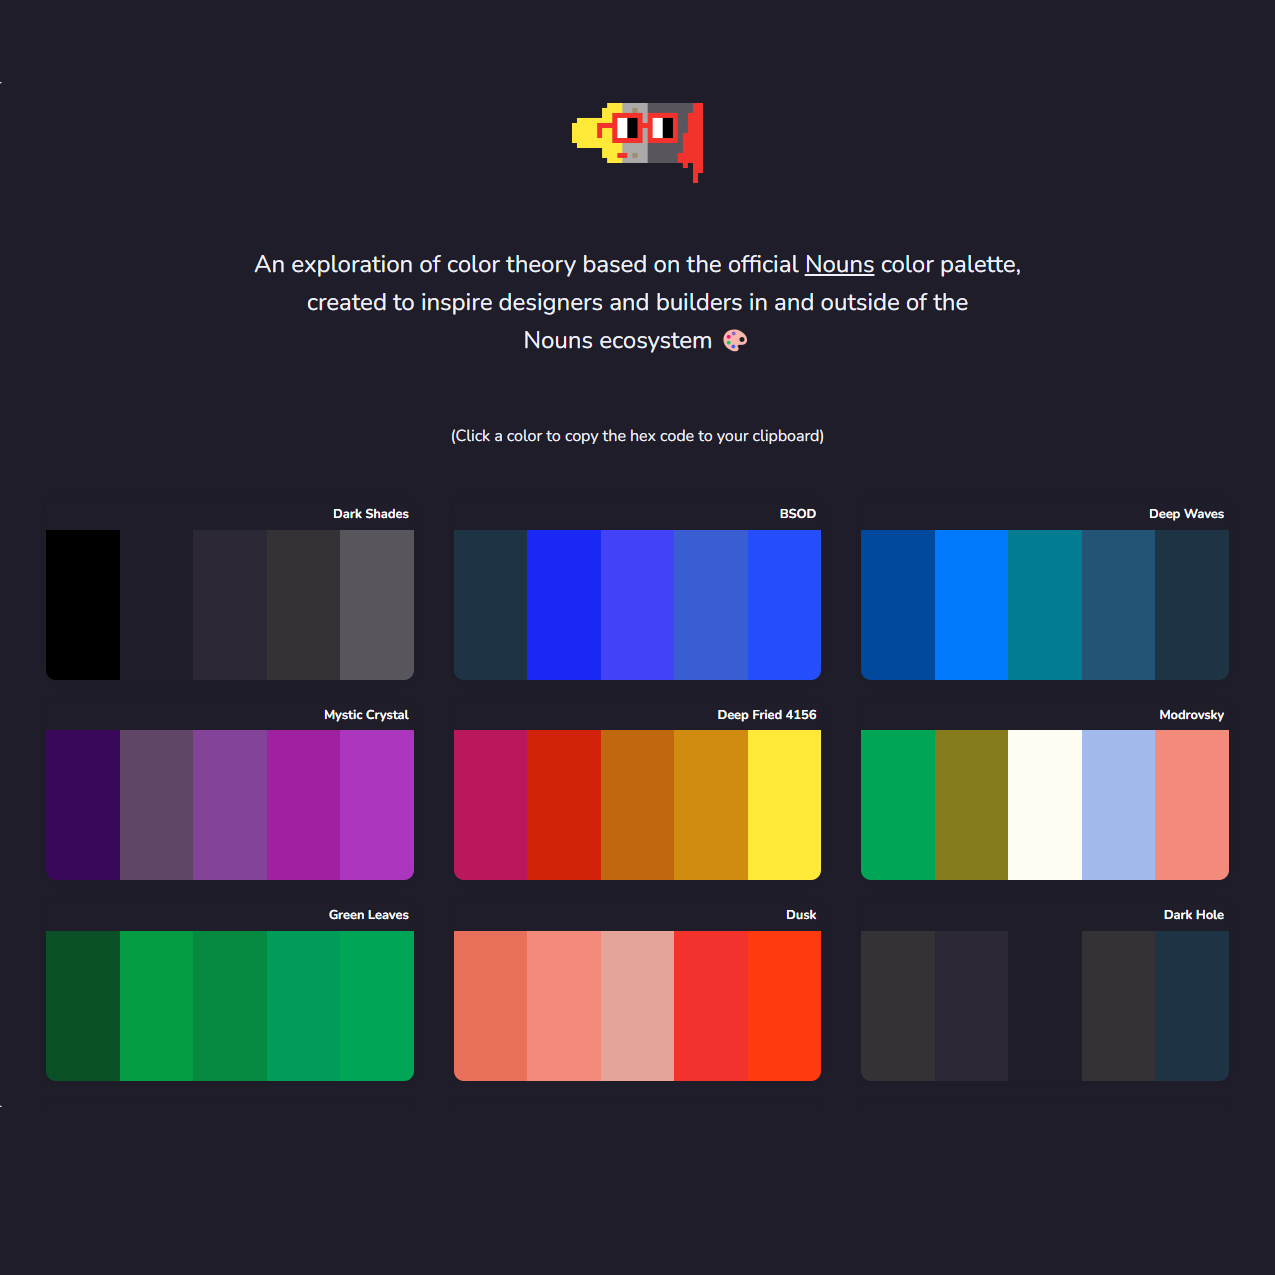 An exploration of color theory based on the official Nouns color palette,
created to inspire designers and builders in and outside of the
Nouns ecosystem 🎨
(Click a color to copy the hex code to your clipboard)
Dark Shades
BSOD
Deep Waves
Mystic Crystal
Deep Fried 4156
Modrovsky
Green Leaves
Dusk
Dark Hole